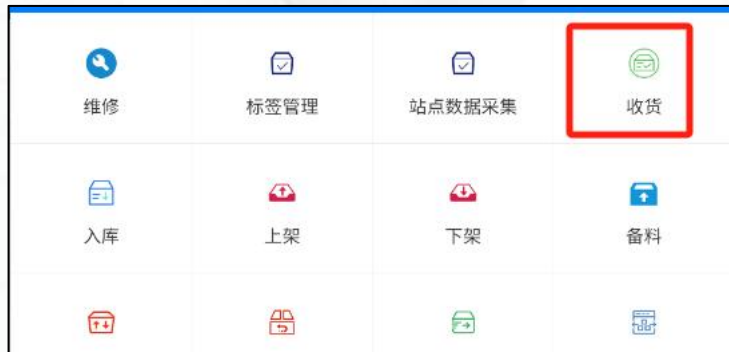 维修 标签管理 站点数据采集 收货
入库 上架 下架 备料